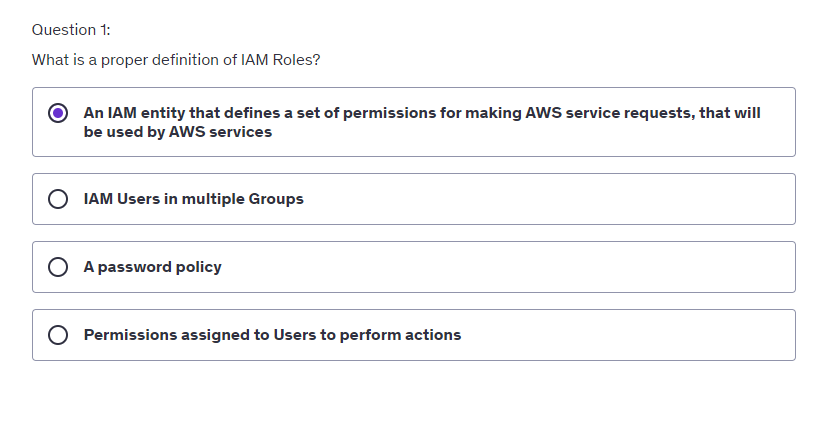 Question 1:
What is a proper definition of IAM Roles?
An IAM entity that defines a set of permissions for making AWS service requests, that will
be used by AWS services
IAM Users in multiple Groups
A password policy
Permissions assigned to Users to perform actions